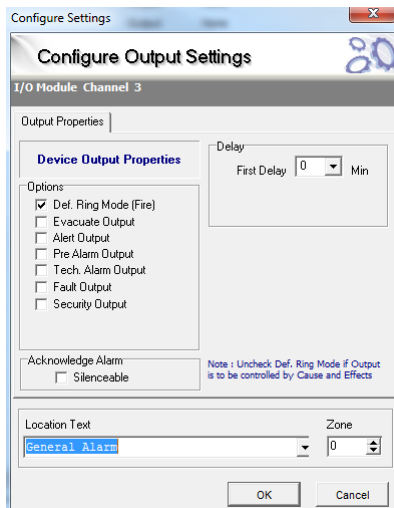 Configure Settings
Configure Output Settings
I/O Module Channel 3
Output Properties
Device Output Properties
Options
Def. Ring Mode (Fire)
Evacuate Output
Alert Output
Pre Alarm Output
Tech. Alarm Output
Fault Output
Security Output
Delay
First Delay 0 Min
Acknowledge Alarm
Silenceable
Note : Uncheck Def. Ring Mode if Output
is to be controlled by Cause and Effects
Location Text
General Alarm
Zone
0
OK Cancel